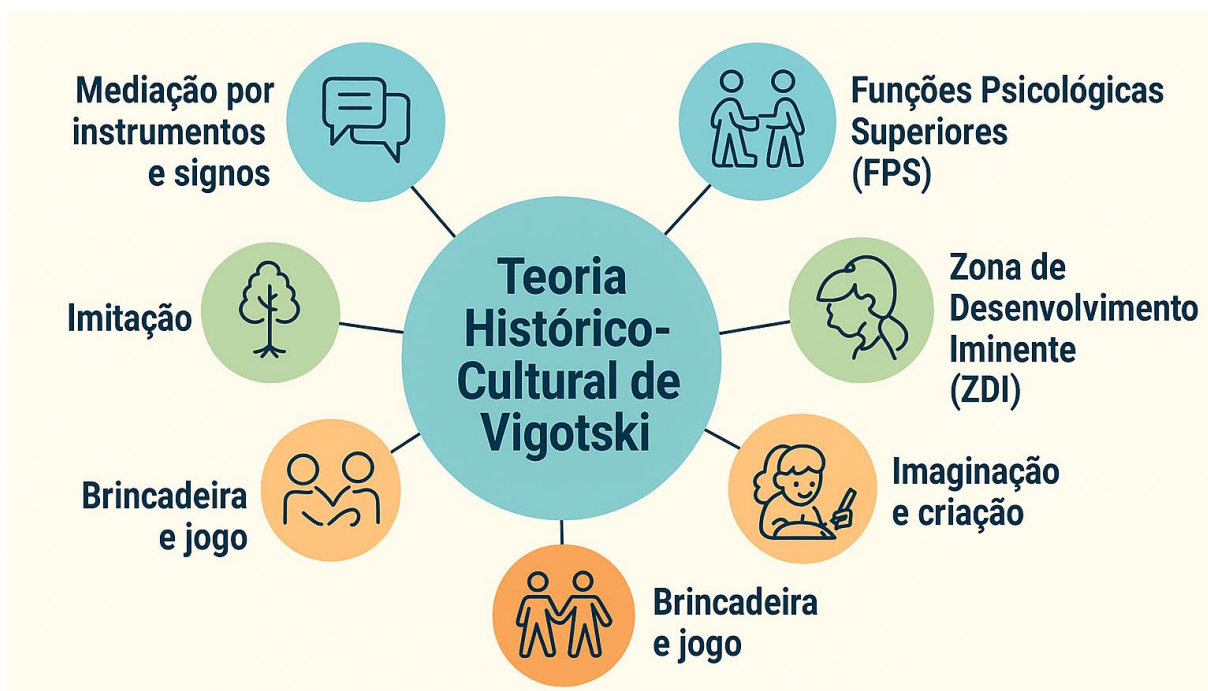 Mediação por
instrumentos
e signos
Funções Psicológicas
Superiores
(FPS)
Teoria
Histórico-
Cultural de
Vigotski
Imitação
Zona de
Desenvolvimento
Iminente
(ZDI)
Brincadeira
e jogo
Imaginação
e criação
Brincadeira
e jogo